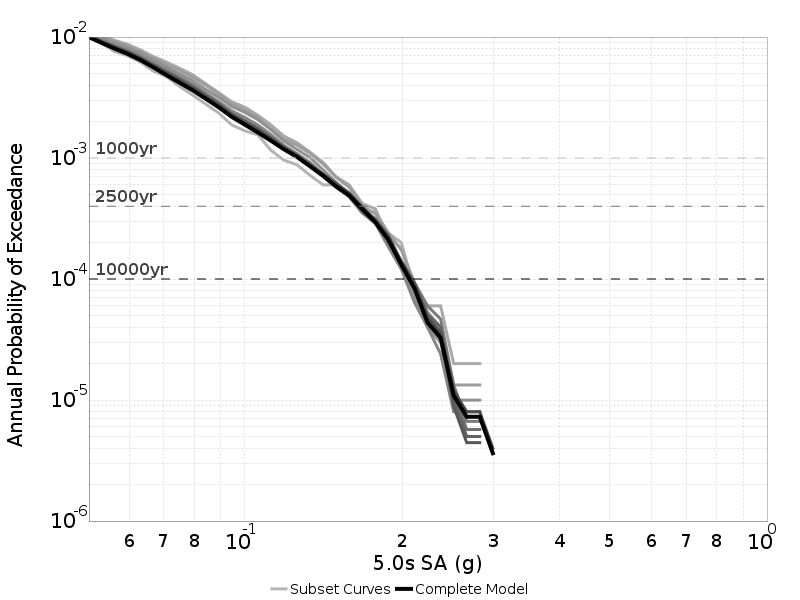 Annual Probability of Exceedance
10-2
10-3
10-4
10-5
10-6
1000yr
2500yr
10000yr
6 7 8 10-1 2 3 4 5 6 7 8 100
5.0s SA (g)
Subset Curves Complete Model